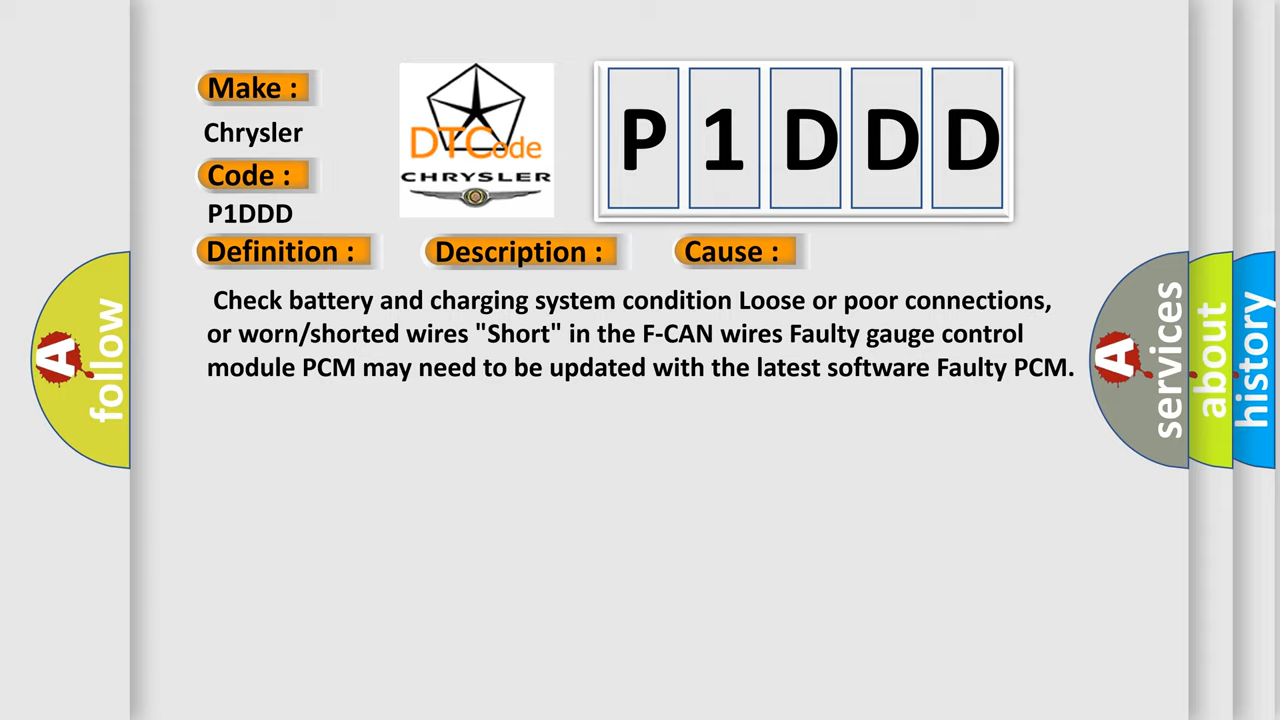 Make :
Chrysler
Code :
P1DDD
Definition :
Description :
Cause :
DTCode
CHRYSLER
P 1 D D D
Check battery and charging system condition Loose or poor connections,
or worn/shorted wires "Short" in the F-CAN wires Faulty gauge control
module PCM may need to be updated with the latest software Faulty PCM.
A follow
A services
about
history